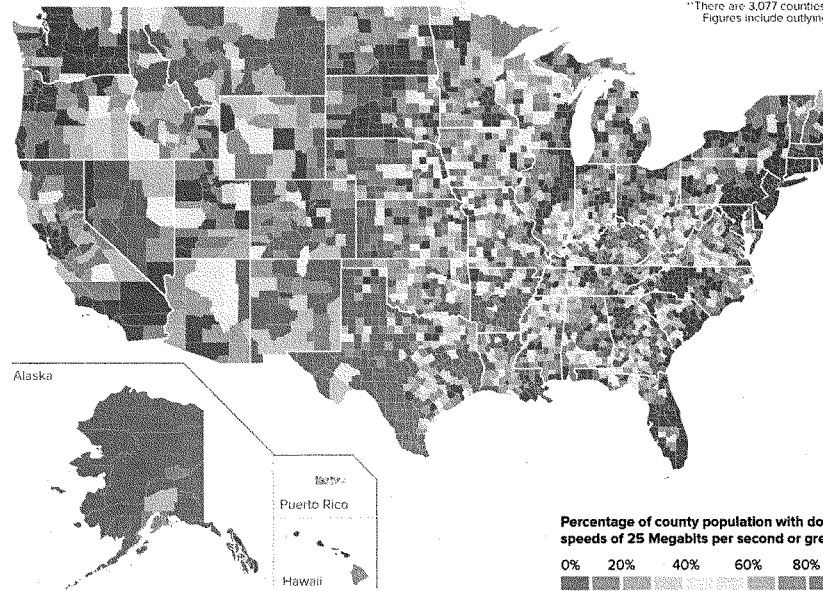 **There are 3,077 counties
Figures include outlying
Alaska
Puerto Rico
Hawaii
Percentage of county population with do
speeds of 25 Megabits per second or gre
0% 20% 40% 60% 80%